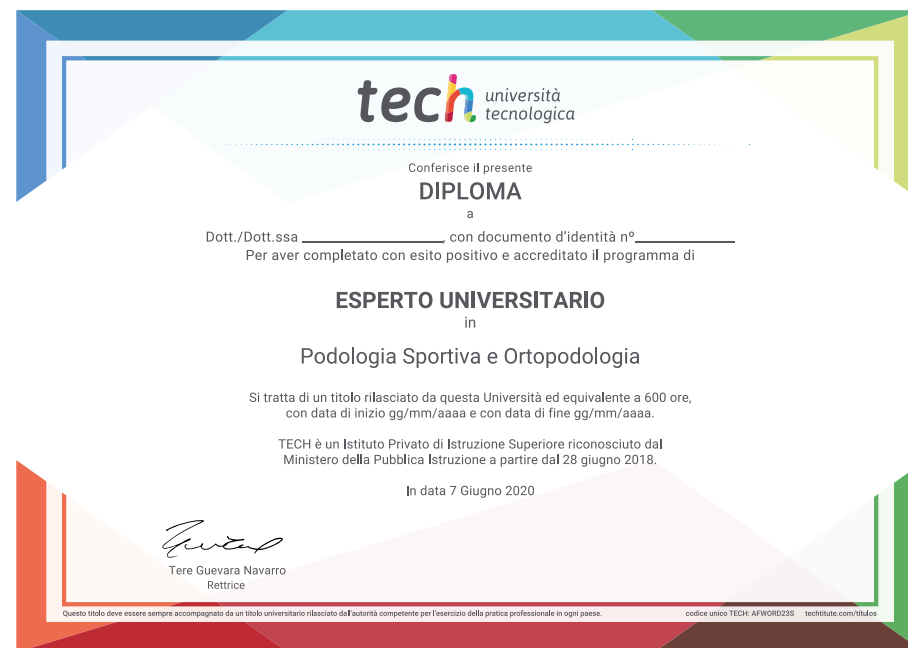 tech università
tecnologica
Conferisce il presente
DIPLOMA
a
Dott./Dott.ssa ________________, con documento d'identità nº___________
Per aver completato con esito positivo e accreditato il programma di
ESPERTO UNIVERSITARIO
in
Podologia Sportiva e Ortopodologia
Si tratta di un titolo rilasciato da questa Università ed equivalente a 600 ore,
con data di inizio gg/mm/aaaa e con data di fine gg/mm/aaaa.
TECH è un Istituto Privato di Istruzione Superiore riconosciuto dal
Ministero della Pubblica Istruzione a partire dal 28 giugno 2018.
In data 7 Giugno 2020
Tere Guevara Navarro
Rettrice
Questo titolo deve essere sempre accompagnato da un titolo universitario rilasciato dall'autorità competente per l'esercizio della pratica professionale in ogni paese. codice unico TECH: AFWORD23S techtitute.com/titulos